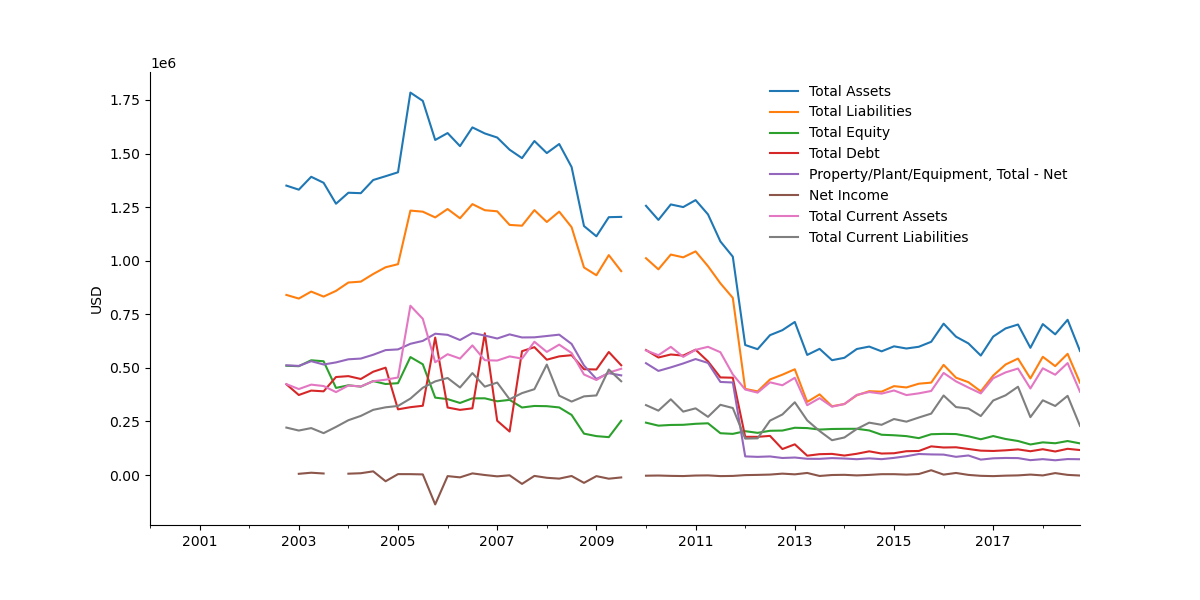 1e6
1.75
1.50
1.25
1.00
0.75
0.50
0.25
0.00
USD
2001 2003 2005 2007 2009 2011 2013 2015 2017
Total Assets
Total Liabilities
Total Equity
Total Debt
Property/Plant/Equipment, Total - Net
Net Income
Total Current Assets
Total Current Liabilities